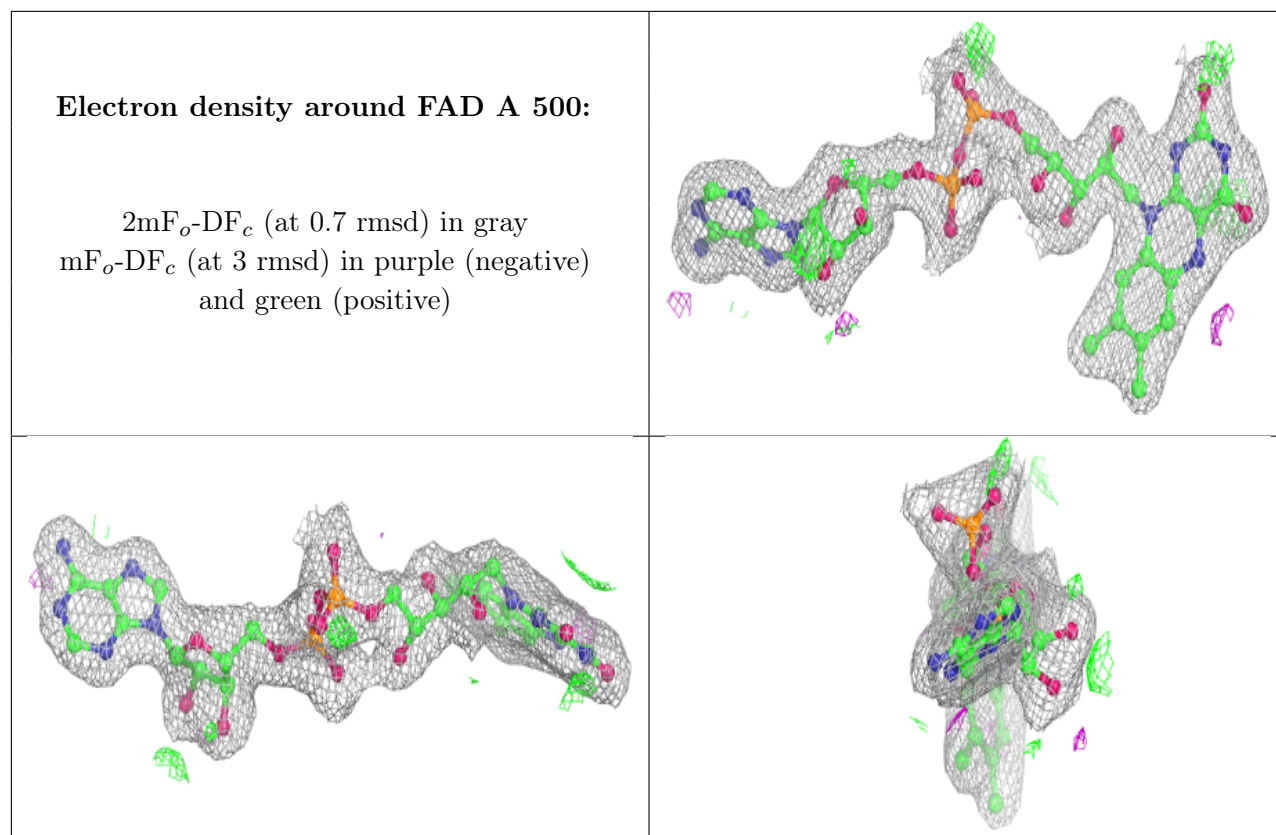 Electron density around FAD A 500:
2mFo-DFc (at 0.7 rmsd) in gray
mFo-DFc (at 3 rmsd) in purple (negative)
and green (positive)